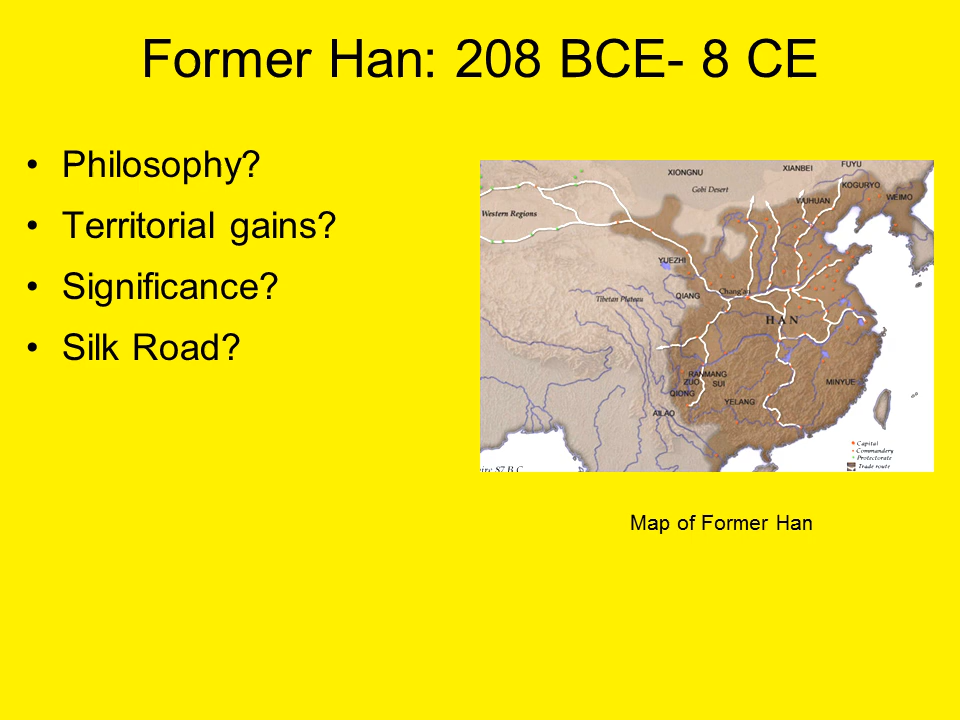 Former Han: 208 BCE- 8 CE
• Philosophy?
• Territorial gains?
• Significance?
• Silk Road?
XIONGNU
XIANBEI
FUYU
Gobi Desert
KOGURYO
WUHUAN
WEIMO
Western Regions
YUEZHI
QIANG
Chang'an
Tibetan Plateau
HAN
RANMANG
ZUO
SUI
QIONG
YELANG
MINYUE
AILAO
Capital
Commandery
Protectorate
Trade route
ire 87 B.C
Map of Former Han